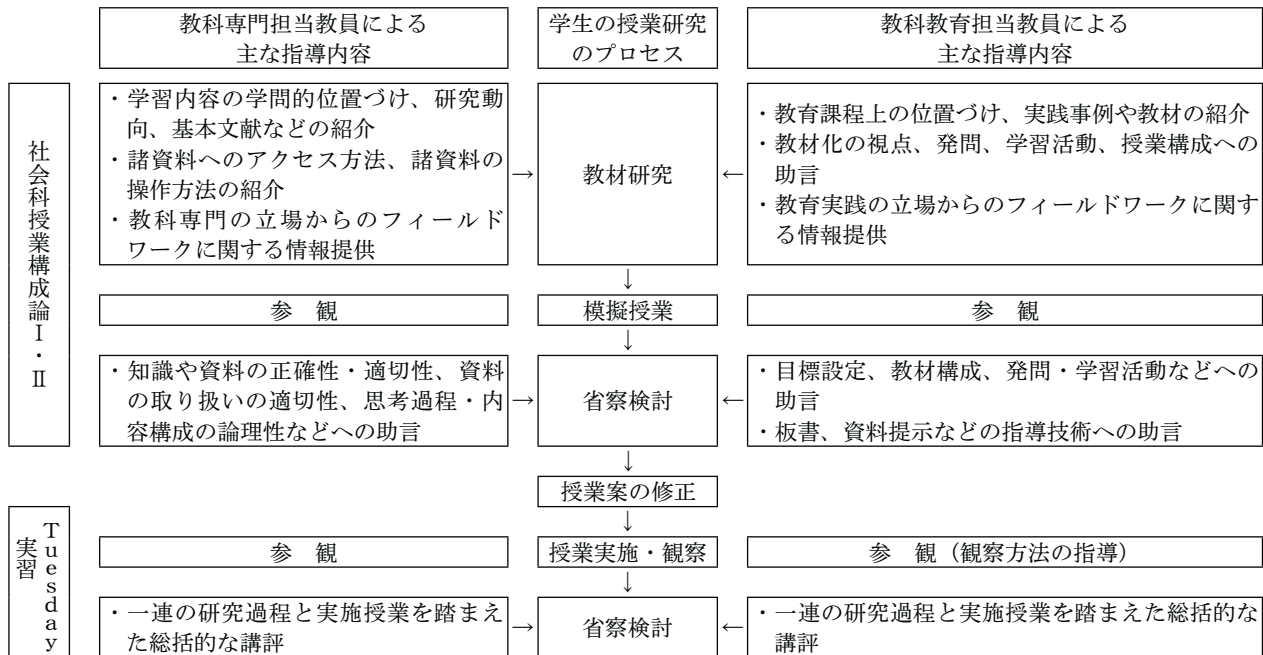 教科専門担当教員による
主な指導内容
学生の授業研究
のプロセス
教科教育担当教員による
主な指導内容
社会科授業構成論Ⅰ・Ⅱ
・学習内容の学問的位置づけ、研究動
向、基本文献などの紹介
・諸資料へのアクセス方法、諸資料の
操作方法の紹介
・教科専門の立場からのフィールド
ワークに関する情報提供
→
教材研究
←
・教育課程上の位置づけ、実践事例や教材の紹介
・教材化の視点、発問、学習活動、授業構成への
助言
・教育実践の立場からのフィールドワークに関す
る情報提供
↓
参　観
模擬授業
参　観
↓
・知識や資料の正確性・適切性、資料
の取り扱いの適切性、思考過程・内
容構成の論理性などへの助言
→
省察検討
←
・目標設定、教材構成、発問・学習活動などへの
助言
・板書、資料提示などの指導技術への助言
↓
授業案の修正
↓
Tuesday
実習
参　観
授業実施・観察
参　観（観察方法の指導）
↓
・一連の研究過程と実施授業を踏まえ
た総括的な講評
→
省察検討
←
・一連の研究過程と実施授業を踏まえた総括的な
講評